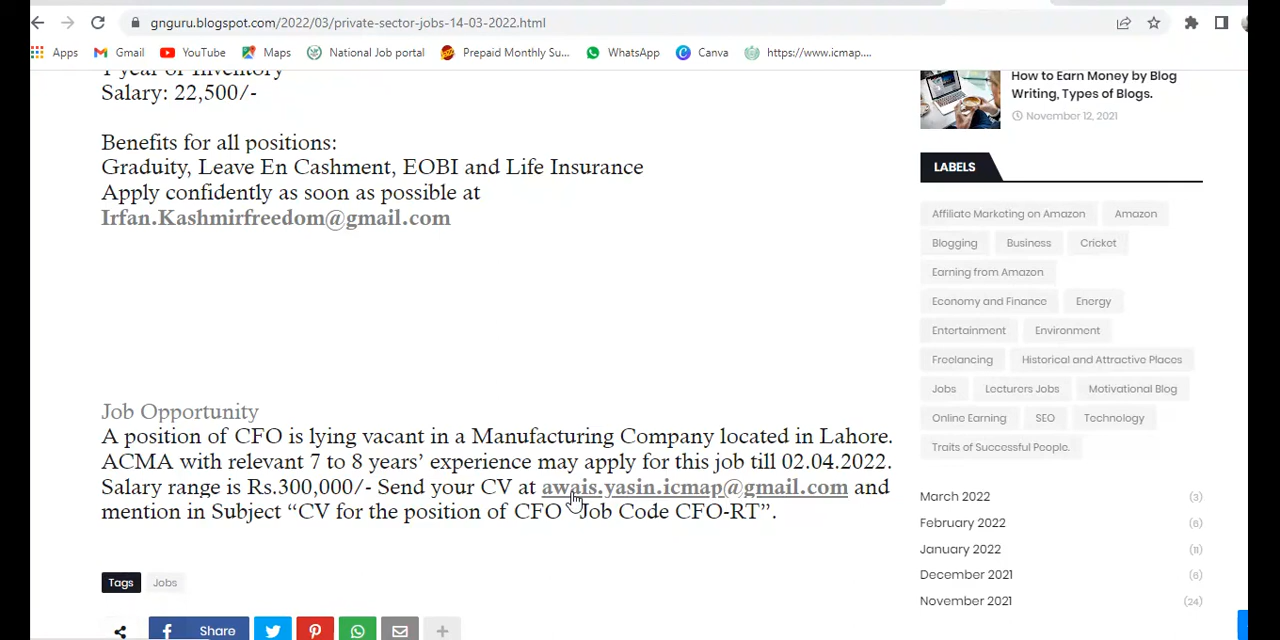 gnguru.blogspot.com/2022/03/private-sector-jobs-14-03-2022.html
Apps Gmail YouTube Maps National Job portal Prepaid Monthly Su... WhatsApp Canva https://www.icmap....
1 year of Inventory
Salary: 22,500/-
Benefits for all positions:
Graduity, Leave En Cashment, EOBI and Life Insurance
Apply confidently as soon as possible at
Irfan.Kashmirfreedom@gmail.com
Job Opportunity
A position of CFO is lying vacant in a Manufacturing Company located in Lahore.
ACMA with relevant 7 to 8 years’ experience may apply for this job till 02.04.2022.
Salary range is Rs.300,000/- Send your CV at awais.yasin.icmap@gmail.com and
mention in Subject “CV for the position of CFO Job Code CFO-RT”.
Tags Jobs
Share
How to Earn Money by Blog
Writing, Types of Blogs.
November 12, 2021
LABELS
Affiliate Marketing on Amazon Amazon
Blogging Business Cricket
Earning from Amazon
Economy and Finance Energy
Entertainment Environment
Freelancing Historical and Attractive Places
Jobs Lecturers Jobs Motivational Blog
Online Earning SEO Technology
Traits of Successful People.
March 2022 (3)
February 2022 (6)
January 2022 (11)
December 2021 (6)
November 2021 (24)